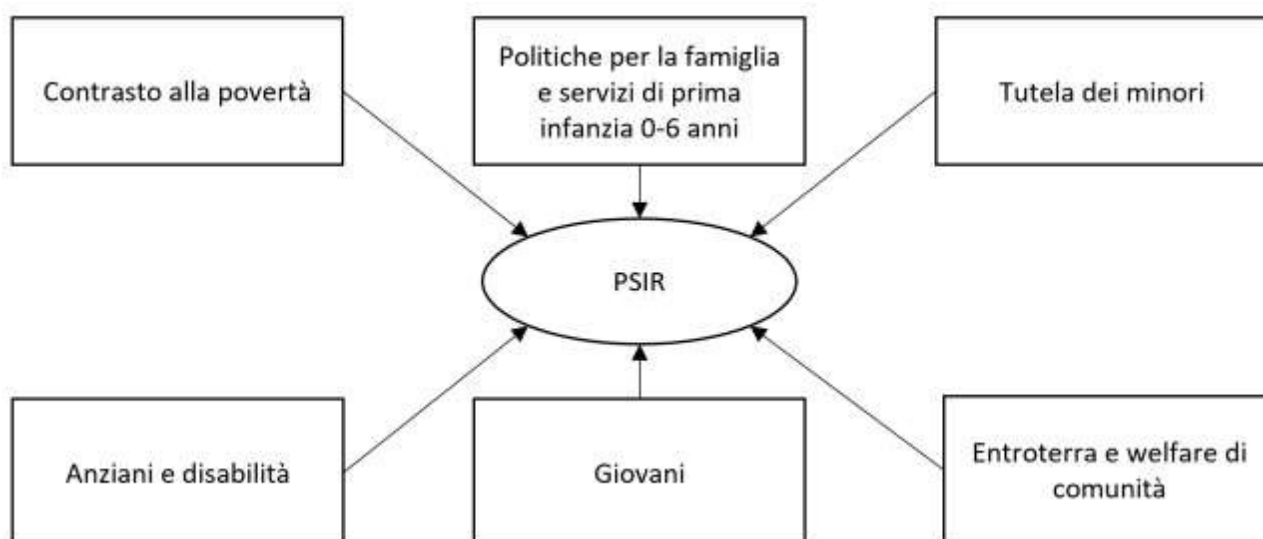 Contrasto alla povertà
Politiche per la famiglia
e servizi di prima
infanzia 0-6 anni
Tutela dei minori
PSIR
Anziani e disabilità
Giovani
Entroterra e welfare di
comunità